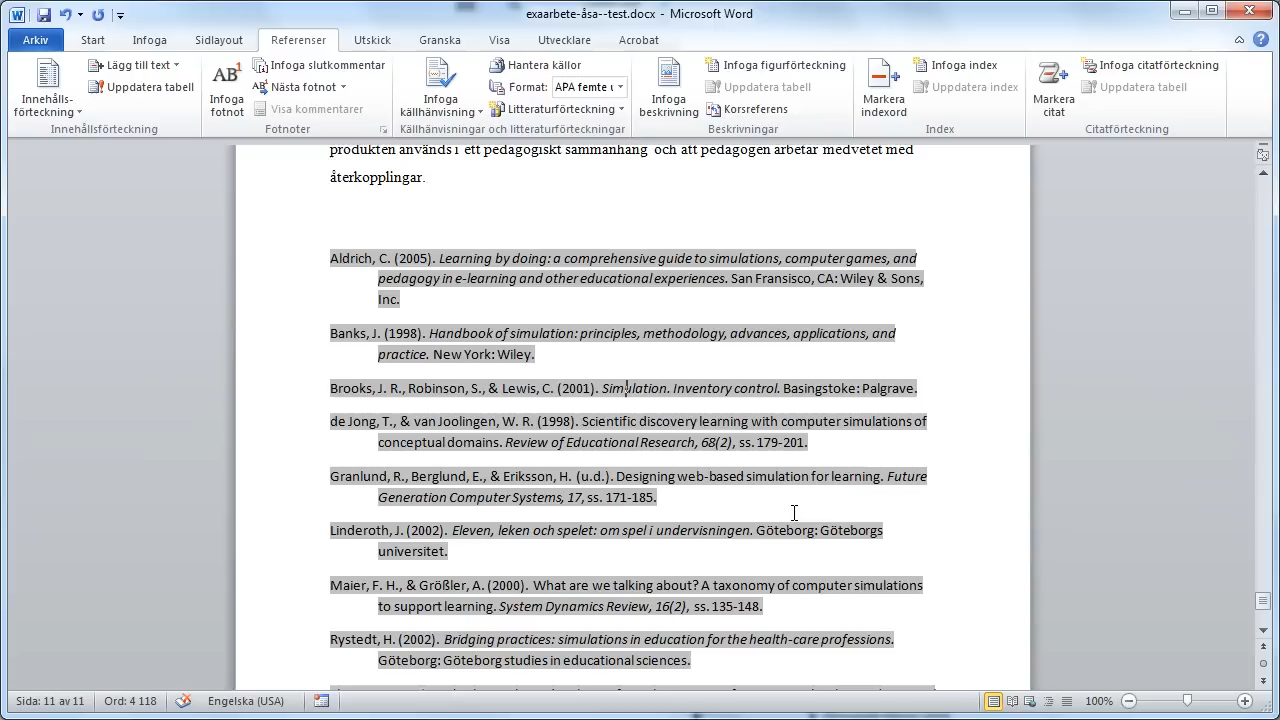 exaarbete-åsa--test.docx - Microsoft Word
Arkiv Start Infoga Sidlayout Referenser Utskick Granska Visa Utvecklare Acrobat
Innehålls-
förteckning
Lägg till text
Uppdatera tabell
Innehållsförteckning
AB1
Infoga
fotnot
Infoga slutkommentar
Nästa fotnot
Visa kommentarer
Fotnoter
Infoga
källhänvisning
Hantera källor
Format: APA femte u
Litteraturförteckning
Källhänvisningar och litteraturförteckningar
Infoga
beskrivning
Infoga figurförteckning
Uppdatera tabell
Korsreferens
Beskrivningar
Markera
indexord
Infoga index
Uppdatera index
Index
Markera
citat
Infoga citatförteckning
Uppdatera tabell
Citatförteckning
produkten används i ett pedagogiskt sammanhang och att pedagogen arbetar medvetet med
återkopplingar.
Aldrich, C. (2005). Learning by doing: a comprehensive guide to simulations, computer games, and
pedagogy in e-learning and other educational experiences. San Fransisco, CA: Wiley & Sons,
Inc.
Banks, J. (1998). Handbook of simulation: principles, methodology, advances, applications, and
practice. New York: Wiley.
Brooks, J. R., Robinson, S., & Lewis, C. (2001). Simulation. Inventory control. Basingstoke: Palgrave.
de Jong, T., & van Joolingen, W. R. (1998). Scientific discovery learning with computer simulations of
conceptual domains. Review of Educational Research, 68(2), ss. 179-201.
Granlund, R., Berglund, E., & Eriksson, H. (u.d.). Designing web-based simulation for learning. Future
Generation Computer Systems, 17, ss. 171-185.
Linderoth, J. (2002). Eleven, leken och spelet: om spel i undervisningen. Göteborg: Göteborgs
universitet.
Maier, F. H., & Größler, A. (2000). What are we talking about? A taxonomy of computer simulations
to support learning. System Dynamics Review, 16(2), ss. 135-148.
Rystedt, H. (2002). Bridging practices: simulations in education for the health-care professions.
Göteborg: Göteborg studies in educational sciences.
Sida: 11 av 11 Ord: 4 118 Engelska (USA) 100%